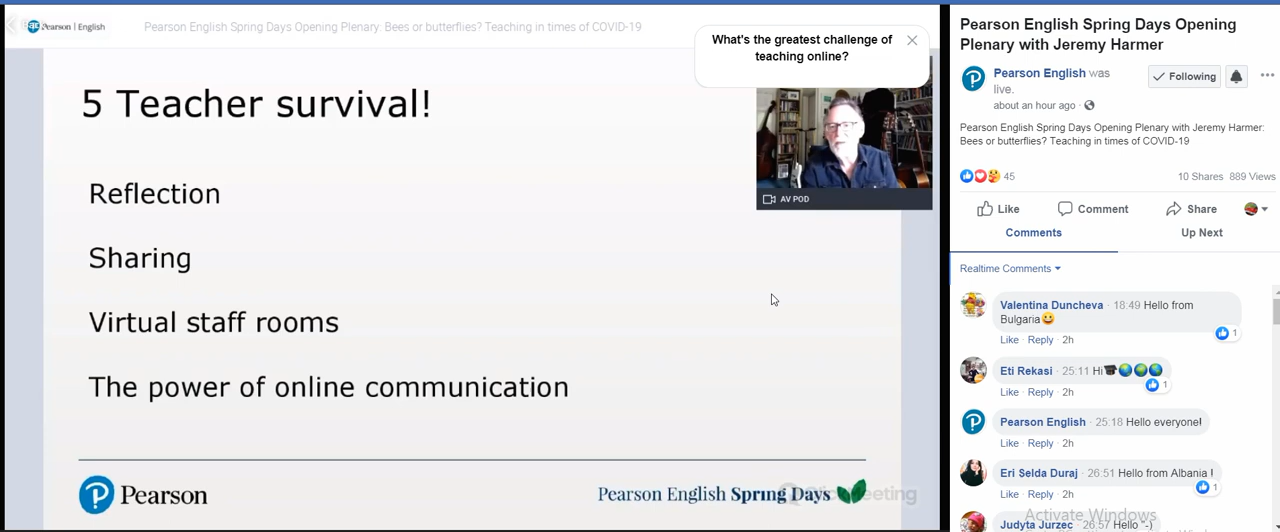 Pearson | English
Pearson English Spring Days Opening Plenary. Bees or butterflies? Teaching in times of COVID-19
What's the greatest challenge of
teaching online?
5 Teacher survival!
AV POD
Reflection
Sharing
Virtual staff rooms
The power of online communication
Pearson
Pearson English Spring Days
ClickMeeting
Pearson English Spring Days Opening
Plenary with Jeremy Harmer
Pearson English was
live.
about an hour ago
Following
Pearson English Spring Days Opening Plenary with Jeremy Harmer:
Bees or butterflies? Teaching in times of COVID-19
45
10 Shares 889 Views
Like Comment Share
Comments Up Next
Realtime Comments
Valentina Duncheva · 18:49 Hello from
Bulgaria😀
1
Like · Reply · 2h
Eti Rekasi · 25:11 Hi🎓🌍🌍🌍
1
Like · Reply · 2h
Pearson English · 25:18 Hello everyone!
Like · Reply · 2h
Eri Selda Duraj · 26:51 Hello from Albania !
1
Like · Reply · 2h
Judyta Jurzec · 26:57 Hello :-)
Activate Windows